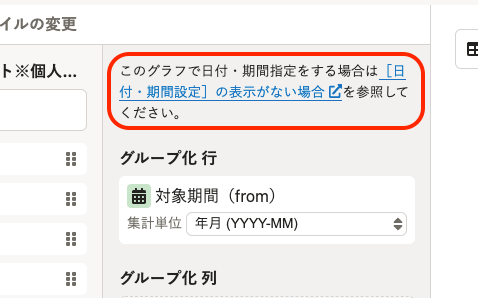 イルの変更
ト※個人...
このグラフで日付・期間指定をする場合は［日
付・期間設定］の表示がない場合を参照して
ください。
グループ化 行
対象期間（from）
集計単位 年月 (YYYY-MM)
グループ化 列